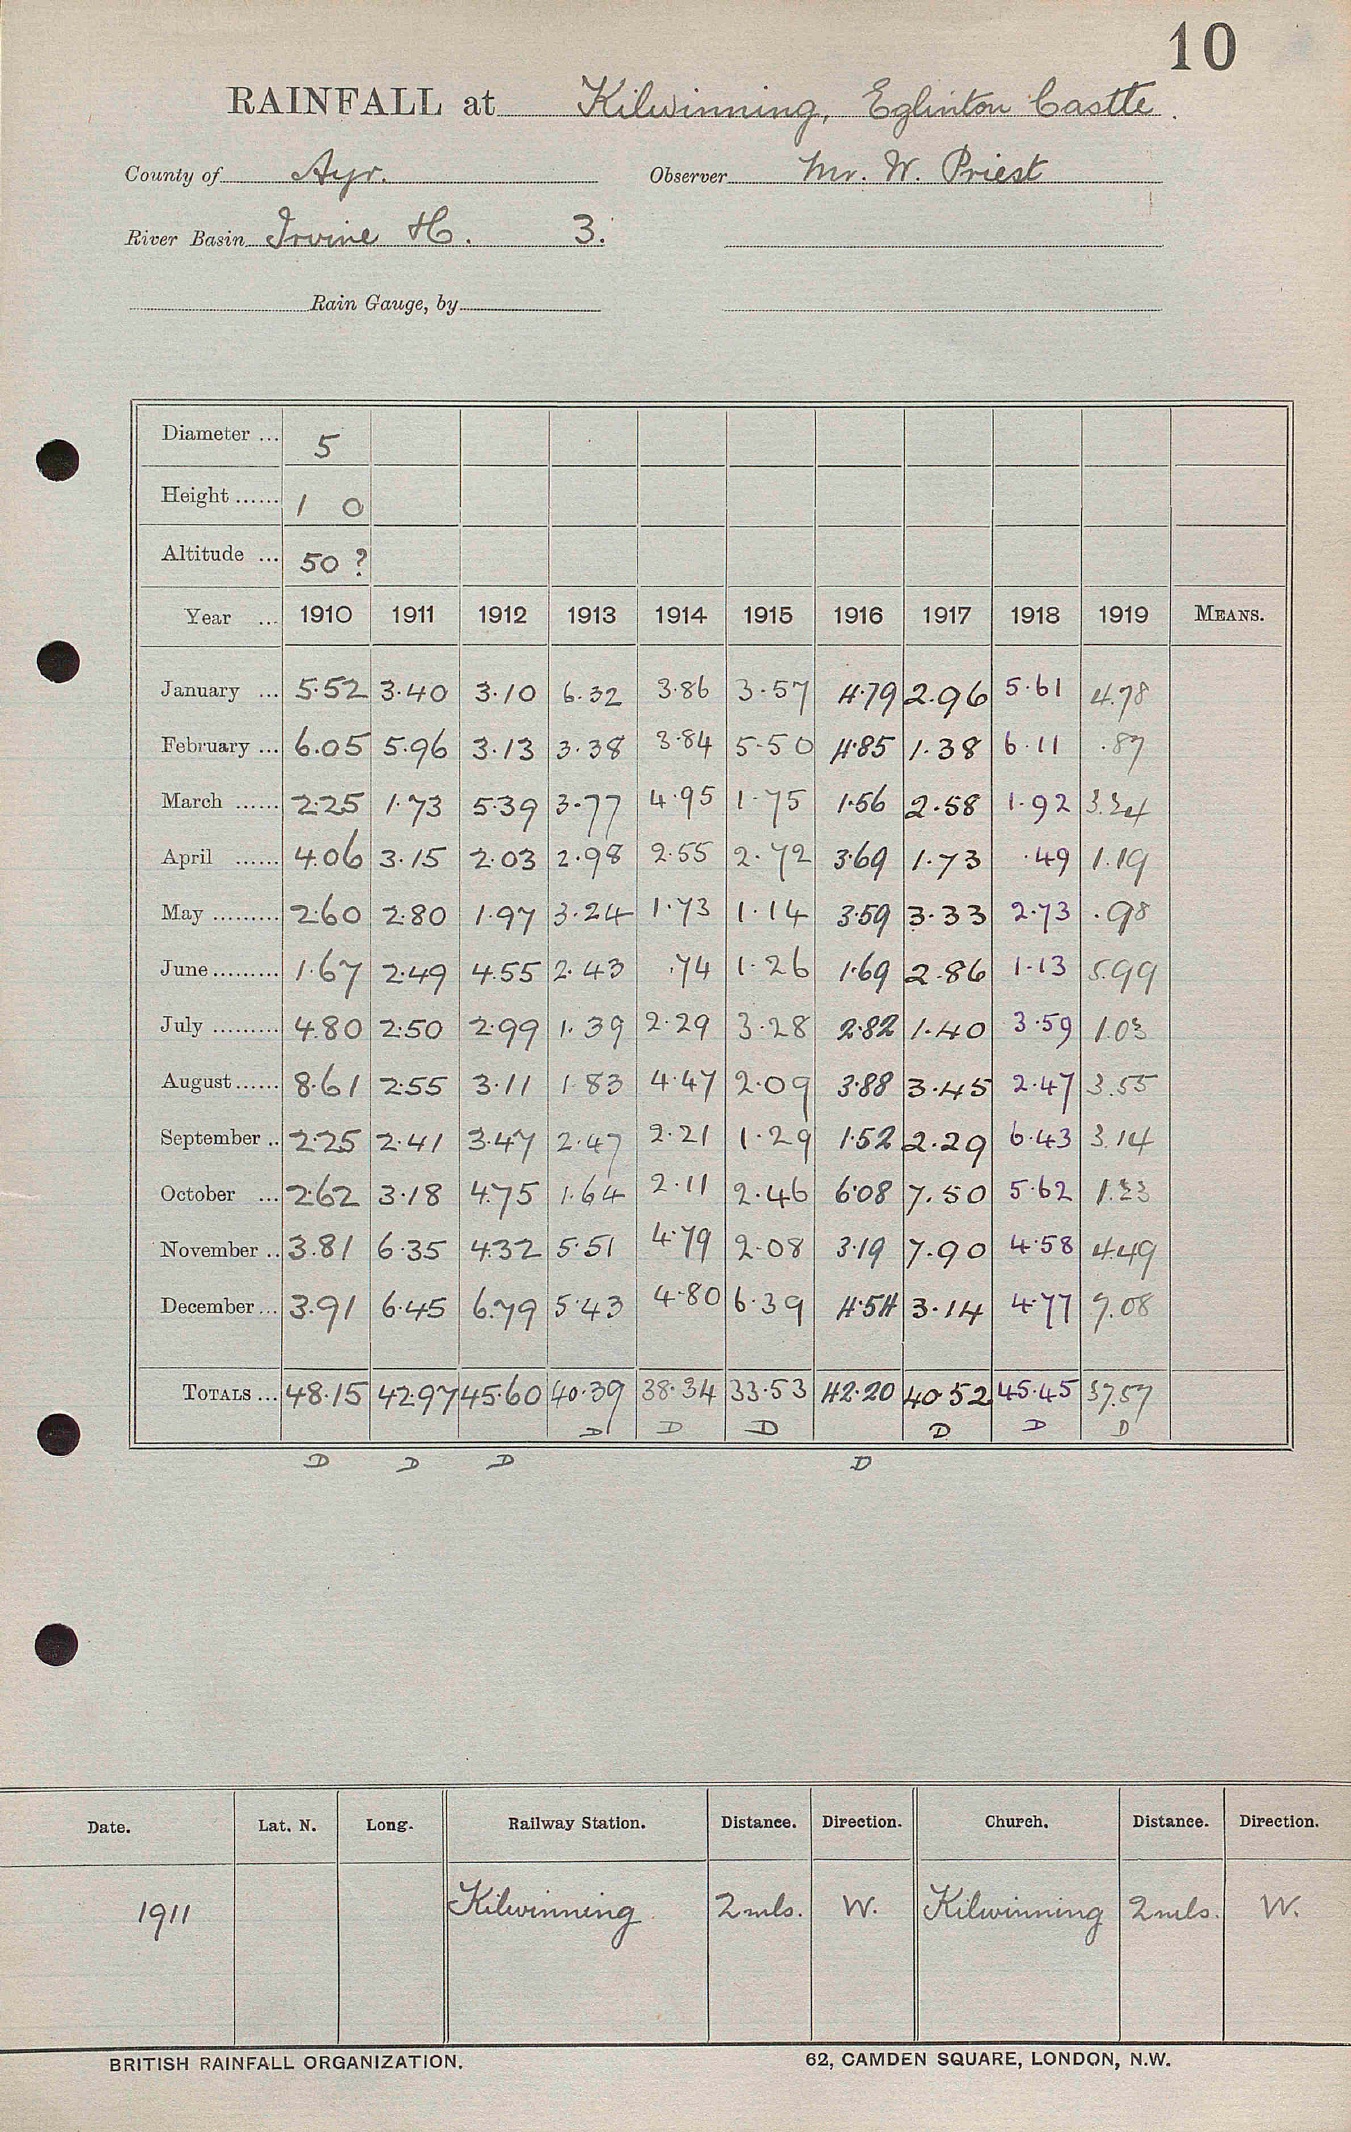 10
RAINFALL at Kilwinning, Eglinton Castle.
County of Ayr. Observer Mr. W. Priest
River Basin Irvine H. 3.
Rain Gauge, by
Diameter ... 5
Height ...... 1 0
Altitude ... 50 ?
Year ... 1910 1911 1912 1913 1914 1915 1916 1917 1918 1919 MEANS.
January ... 5.52 3.40 3.10 6.32 3.86 3.57 4.79 2.96 5.61 4.78
February ... 6.05 5.96 3.13 3.38 3.84 5.50 4.85 1.38 6.11 .87
March ...... 2.25 1.73 5.39 3.77 4.95 1.75 1.56 2.58 1.92 3.24
April ...... 4.06 3.15 2.03 2.98 2.55 2.72 3.69 1.73 .49 1.19
May ......... 2.60 2.80 1.97 3.24 1.73 1.14 3.59 3.33 2.73 .98
June ......... 1.67 2.49 4.55 2.43 .74 1.26 1.69 2.86 1.13 5.99
July ......... 4.80 2.50 2.99 1.39 2.29 3.28 2.82 1.40 3.59 1.03
August ...... 8.61 2.55 3.11 1.83 4.47 2.09 3.88 3.45 2.47 3.55
September .. 2.25 2.41 3.47 2.47 2.21 1.29 1.52 2.29 6.43 3.14
October ... 2.62 3.18 4.75 1.64 2.11 2.46 6.08 7.50 5.62 1.23
November .. 3.81 6.35 4.32 5.51 4.79 2.08 3.19 7.90 4.58 4.49
December ... 3.91 6.45 6.79 5.43 4.80 6.39 4.54 3.14 4.77 7.08
TOTALS ... 48.15 42.97 45.60 40.39 38.34 33.53 42.20 40.52 45.45 37.57
D D D D D D
D D D D
Date. Lat. N. Long. Railway Station. Distance. Direction. Church. Distance. Direction.
1911 Kilwinning 2 mls. W. Kilwinning 2 mls. W.
BRITISH RAINFALL ORGANIZATION. 62, CAMDEN SQUARE, LONDON, N.W.